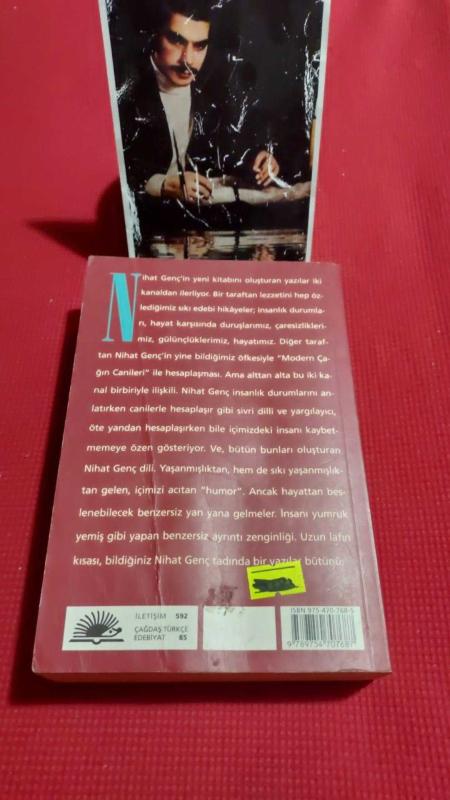 Nihat Genç'in yeni kitabını oluşturan yazılar iki
kanaldan ilerliyor. Bir taraftan lezzetini hep öz-
lediğimiz sıkı edebi hikâyeler; insanlık durumla-
rı, hayat karşısında duruşlarımız, çaresizlikleri-
miz, gülünçlüklerimiz, hayatımız. Diğer taraf-
tan Nihat Genç'in yine bildiğimiz öfkesiyle "Modern Ça-
ğın Canileri" ile hesaplaşması. Ama alttan alta bu iki ka-
nal birbiriyle ilişkili. Nihat Genç insanlık durumlarını an-
latırken canilerle hesaplaşır gibi sivri dilli ve yargılayıcı,
öte yandan hesaplaşırken bile içimizdeki insanı kaybet-
memeye özen gösteriyor. Ve, bütün bunları oluşturan
Nihat Genç dili. Yaşanmışlıktan, hem de sıkı yaşanmışlık-
tan gelen, içimizi acıtan "humor". Ancak hayattan bes-
lenebilecek benzersiz yan yana gelmeler. İnsanı yumruk
yemiş gibi yapan benzersiz ayrıntı zenginliği. Uzun lafın
kısası, bildiğiniz Nihat Genç tadında bir yazılar bütünü.
İLETİŞİM 592
ÇAĞDAŞ TÜRKÇE
EDEBİYAT 85
ISBN 975-470-768-5
9 789754 707687